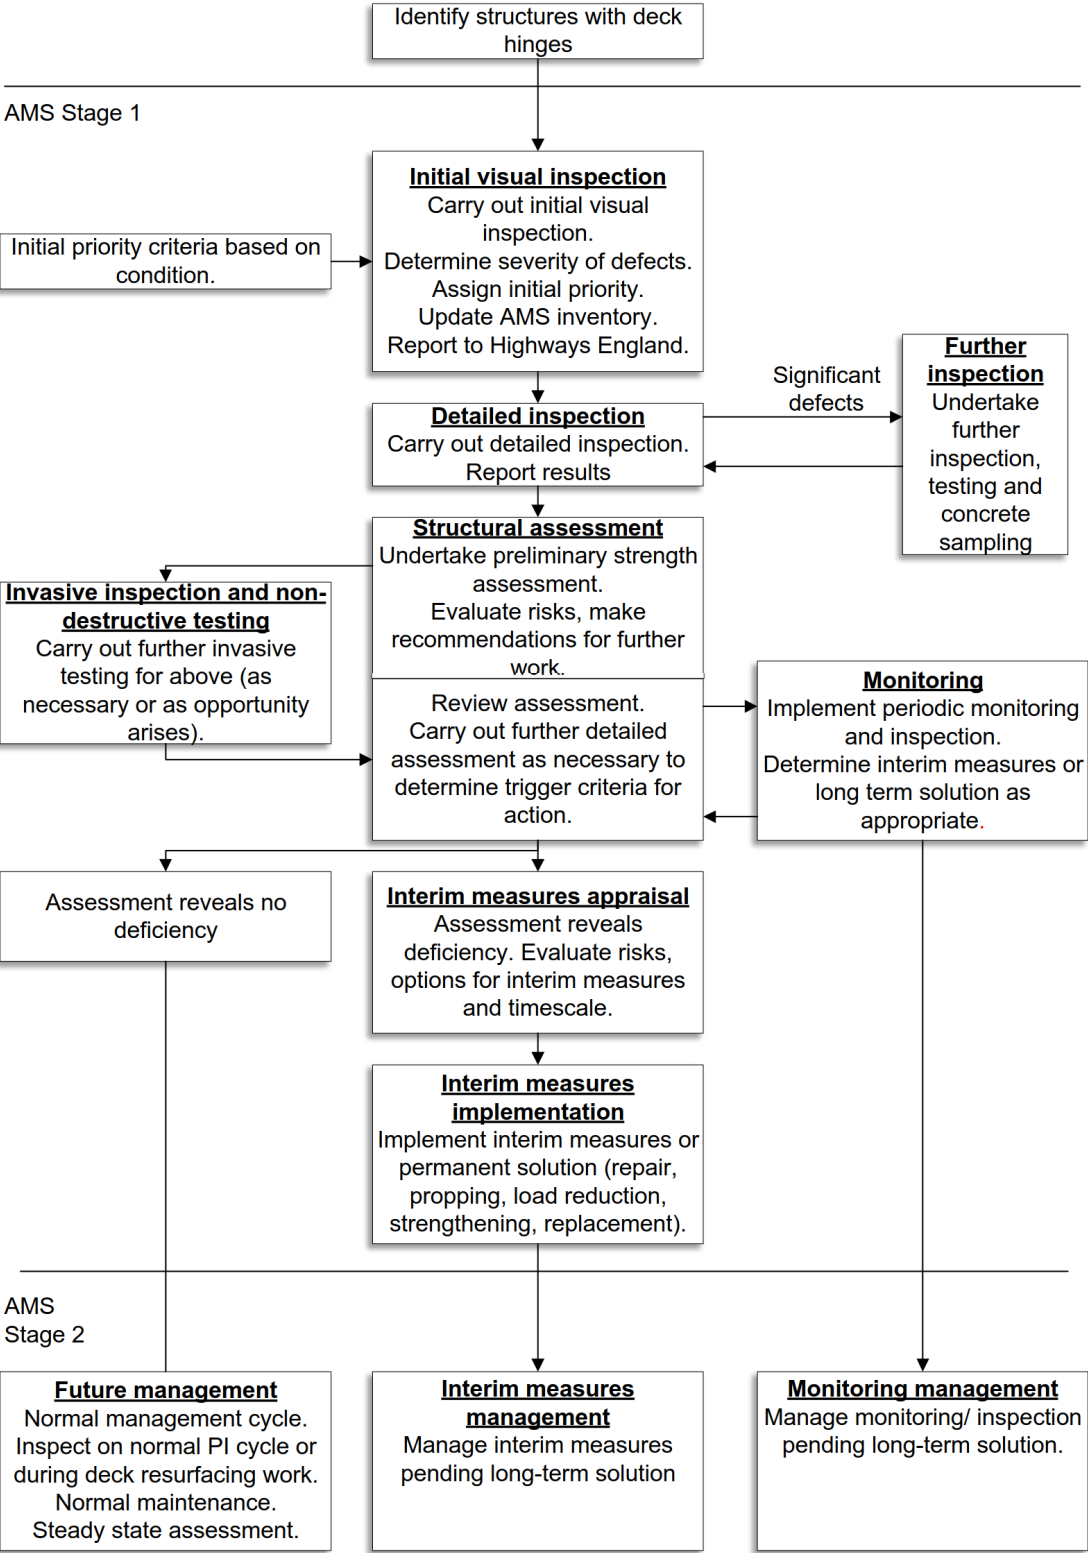 Identify structures with deck
hinges
AMS Stage 1
Initial visual inspection
Carry out initial visual
inspection.
Determine severity of defects.
Assign initial priority.
Update AMS inventory.
Report to Highways England.
Initial priority criteria based on
condition.
Significant
defects
Further
inspection
Undertake
further
inspection,
testing and
concrete
sampling
Detailed inspection
Carry out detailed inspection.
Report results
Structural assessment
Undertake preliminary strength
assessment.
Evaluate risks, make
recommendations for further
work.
Invasive inspection and non-
destructive testing
Carry out further invasive
testing for above (as
necessary or as opportunity
arises).
Review assessment.
Carry out further detailed
assessment as necessary to
determine trigger criteria for
action.
Monitoring
Implement periodic monitoring
and inspection.
Determine interim measures or
long term solution as
appropriate.
Assessment reveals no
deficiency
Interim measures appraisal
Assessment reveals
deficiency. Evaluate risks,
options for interim measures
and timescale.
Interim measures
implementation
Implement interim measures or
permanent solution (repair,
propping, load reduction,
strengthening, replacement).
AMS
Stage 2
Future management
Normal management cycle.
Inspect on normal PI cycle or
during deck resurfacing work.
Normal maintenance.
Steady state assessment.
Interim measures
management
Manage interim measures
pending long-term solution
Monitoring management
Manage monitoring/ inspection
pending long-term solution.